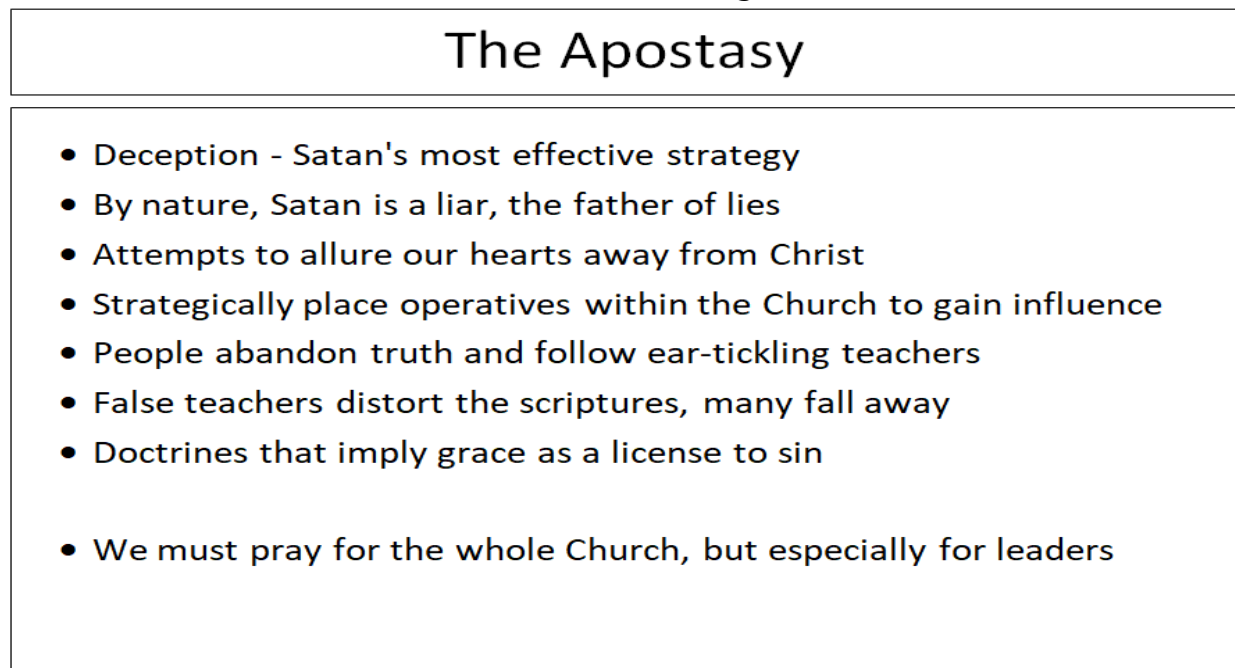 The Apostasy
• Deception - Satan's most effective strategy
• By nature, Satan is a liar, the father of lies
• Attempts to allure our hearts away from Christ
• Strategically place operatives within the Church to gain influence
• People abandon truth and follow ear-tickling teachers
• False teachers distort the scriptures, many fall away
• Doctrines that imply grace as a license to sin
• We must pray for the whole Church, but especially for leaders